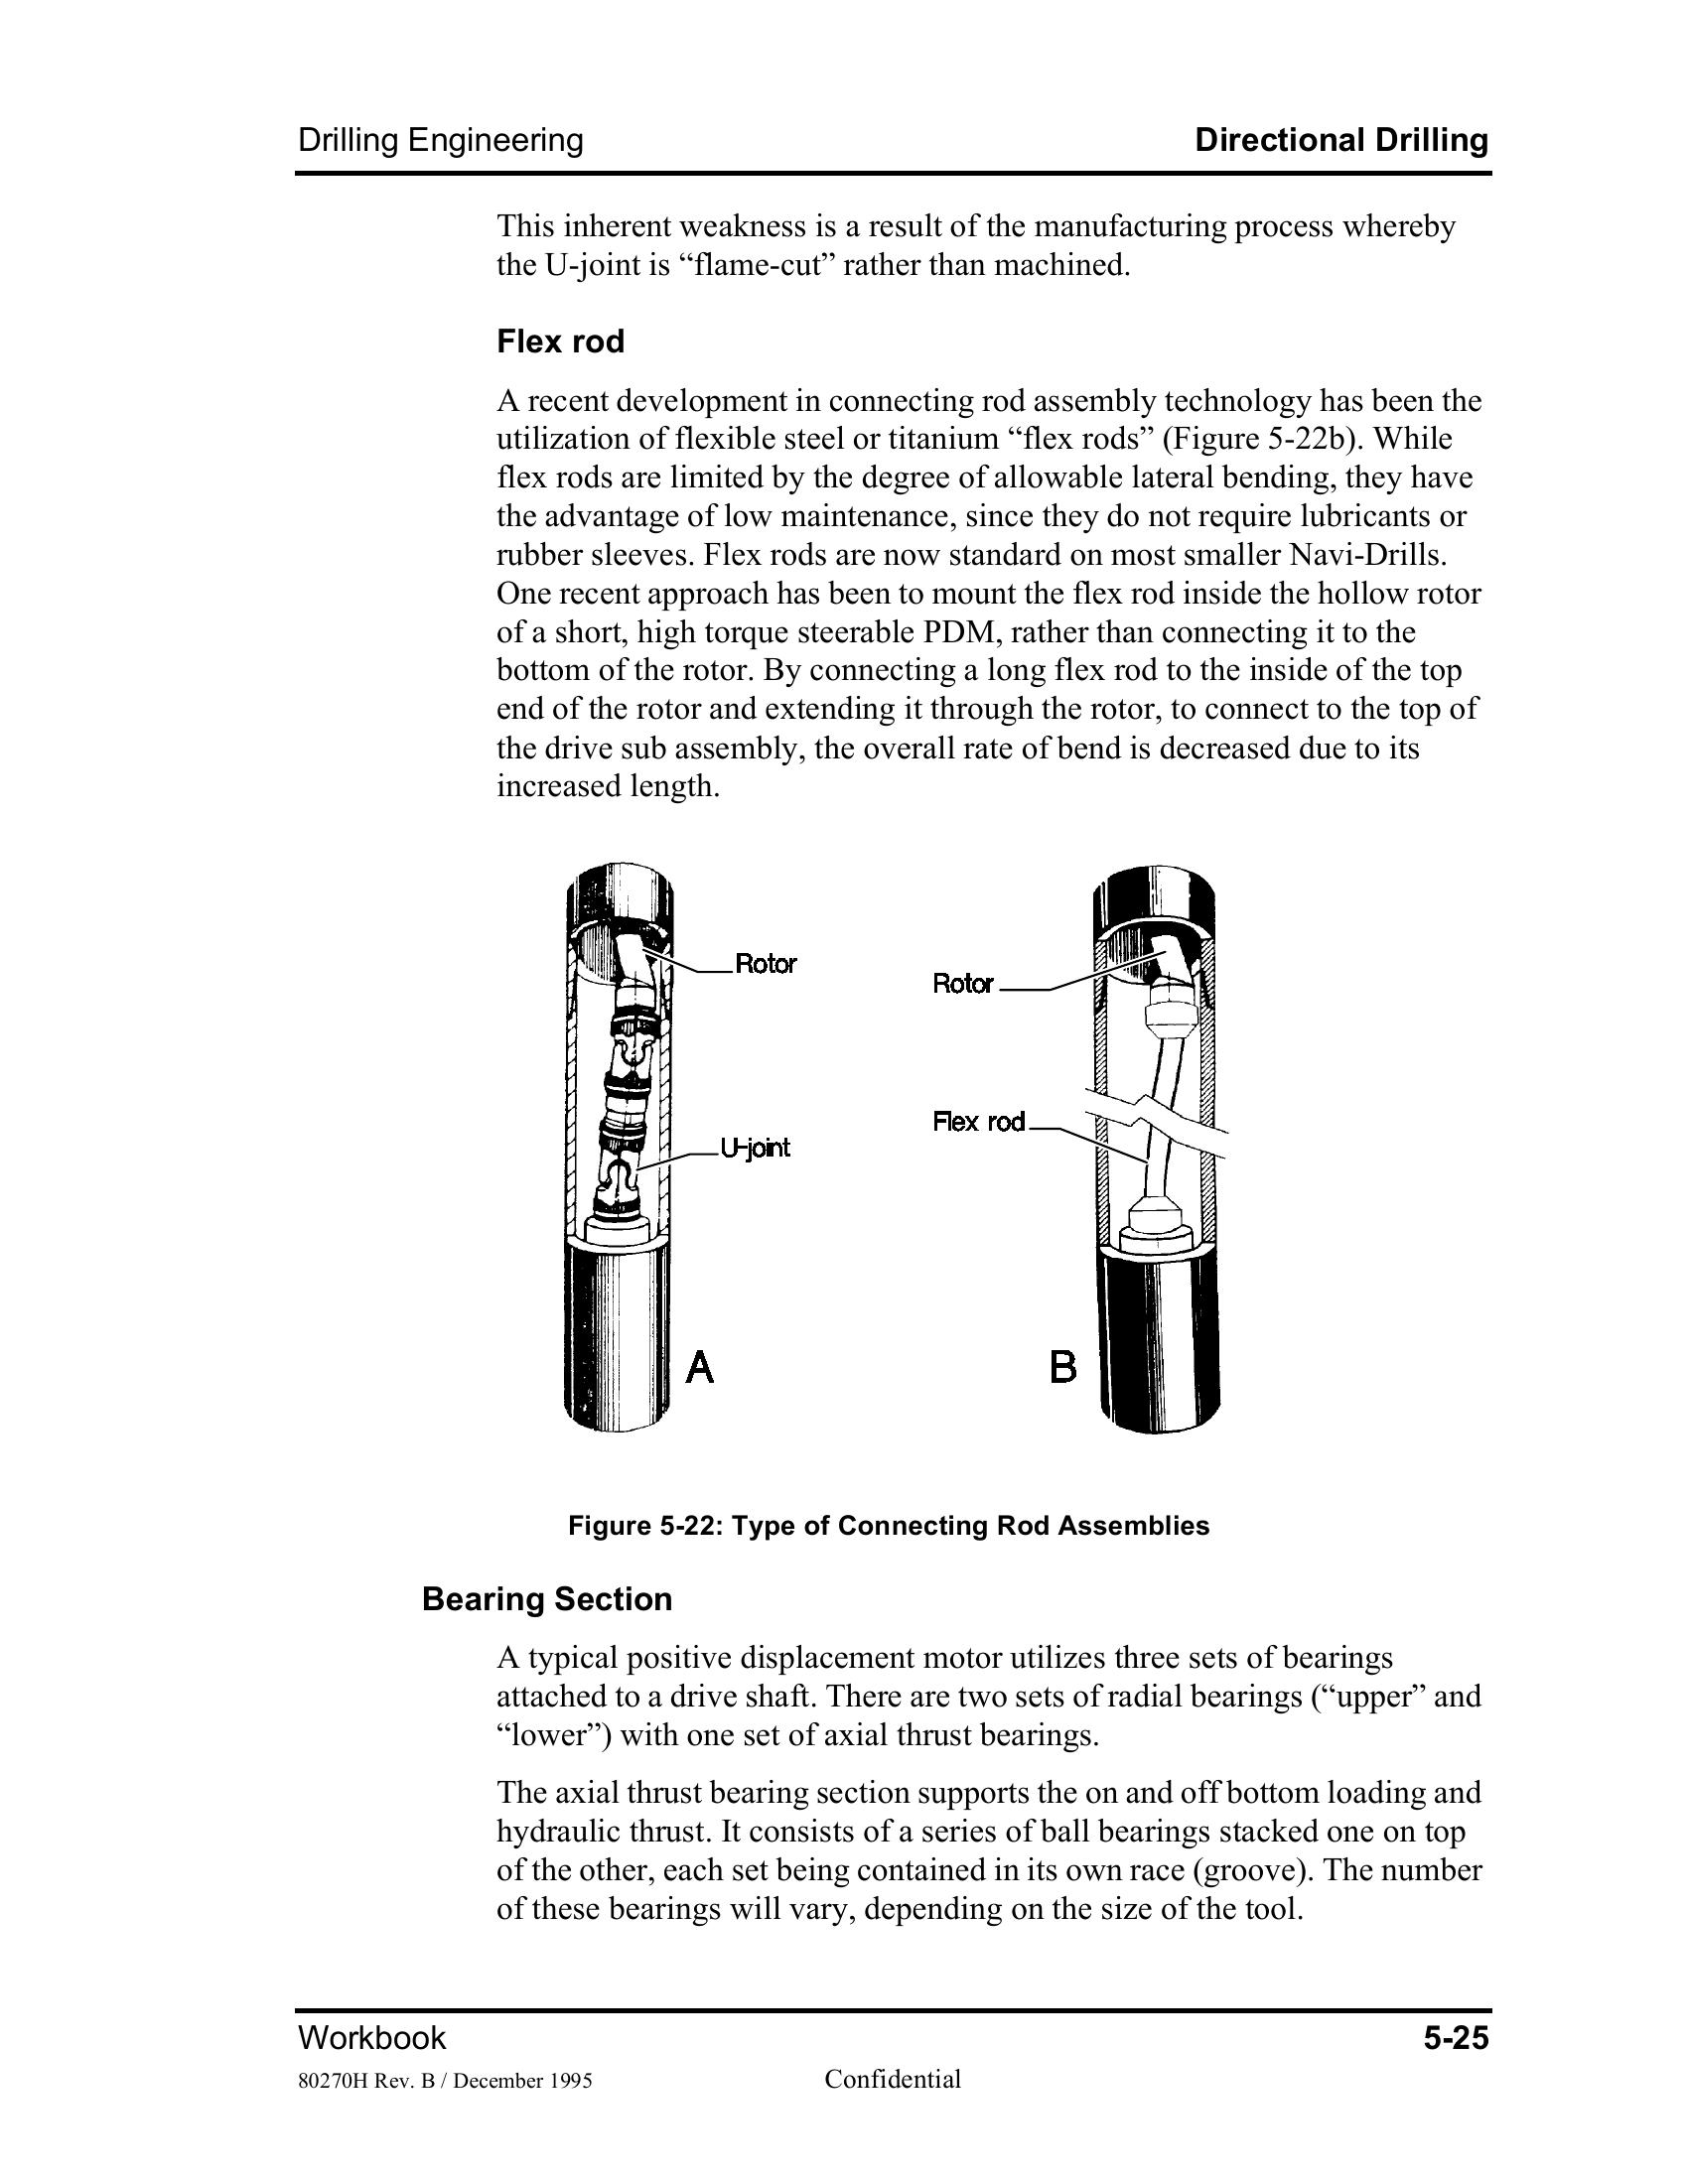 Drilling Engineering Directional Drilling
This inherent weakness is a result of the manufacturing process whereby
the U-joint is “flame-cut” rather than machined.
Flex rod
A recent development in connecting rod assembly technology has been the
utilization of flexible steel or titanium “flex rods” (Figure 5-22b). While
flex rods are limited by the degree of allowable lateral bending, they have
the advantage of low maintenance, since they do not require lubricants or
rubber sleeves. Flex rods are now standard on most smaller Navi-Drills.
One recent approach has been to mount the flex rod inside the hollow rotor
of a short, high torque steerable PDM, rather than connecting it to the
bottom of the rotor. By connecting a long flex rod to the inside of the top
end of the rotor and extending it through the rotor, to connect to the top of
the drive sub assembly, the overall rate of bend is decreased due to its
increased length.
Rotor
U-joint
A
Rotor
Flex rod
B
Figure 5-22: Type of Connecting Rod Assemblies
Bearing Section
A typical positive displacement motor utilizes three sets of bearings
attached to a drive shaft. There are two sets of radial bearings (“upper” and
“lower”) with one set of axial thrust bearings.
The axial thrust bearing section supports the on and off bottom loading and
hydraulic thrust. It consists of a series of ball bearings stacked one on top
of the other, each set being contained in its own race (groove). The number
of these bearings will vary, depending on the size of the tool.
Workbook 5-25
80270H Rev. B / December 1995 Confidential